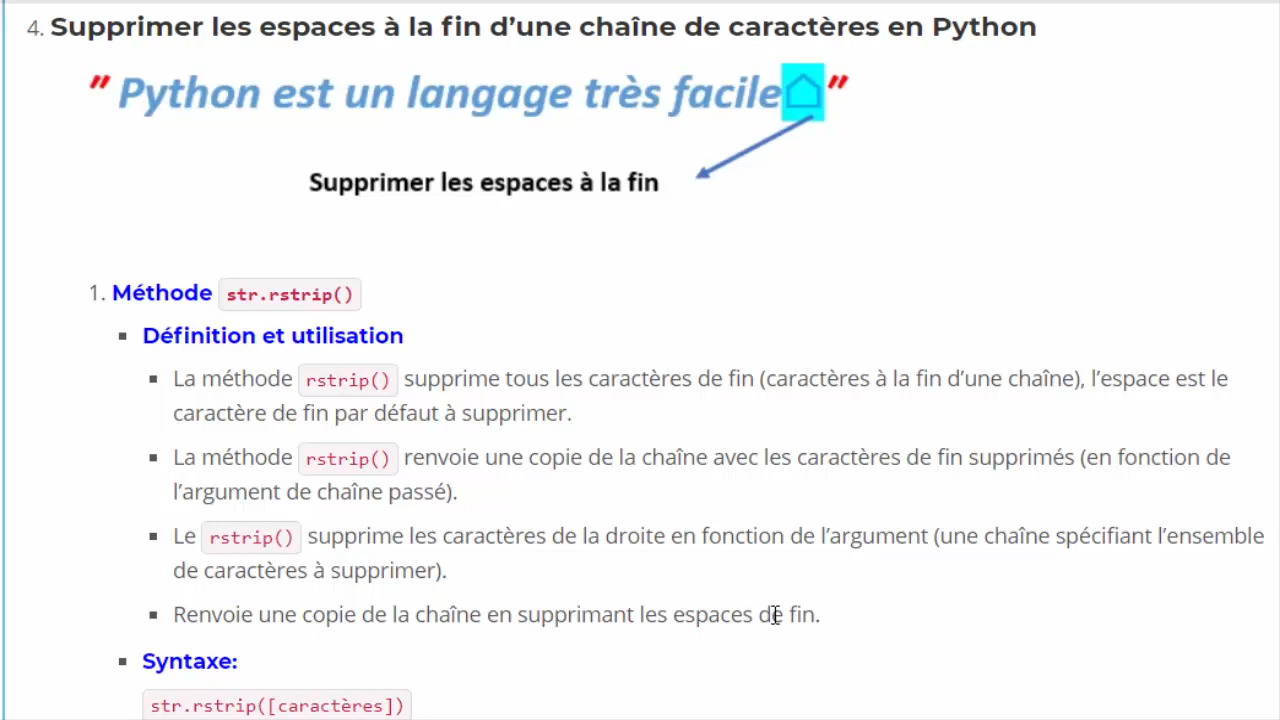 4. Supprimer les espaces à la fin d’une chaîne de caractères en Python
" Python est un langage très facile "
Supprimer les espaces à la fin
1. Méthode str.rstrip()
▪ Définition et utilisation
▪ La méthode rstrip() supprime tous les caractères de fin (caractères à la fin d’une chaîne), l’espace est le
caractère de fin par défaut à supprimer.
▪ La méthode rstrip() renvoie une copie de la chaîne avec les caractères de fin supprimés (en fonction de
l’argument de chaîne passé).
▪ Le rstrip() supprime les caractères de la droite en fonction de l’argument (une chaîne spécifiant l’ensemble
de caractères à supprimer).
▪ Renvoie une copie de la chaîne en supprimant les espaces de fin.
▪ Syntaxe:
str.rstrip([caractères])